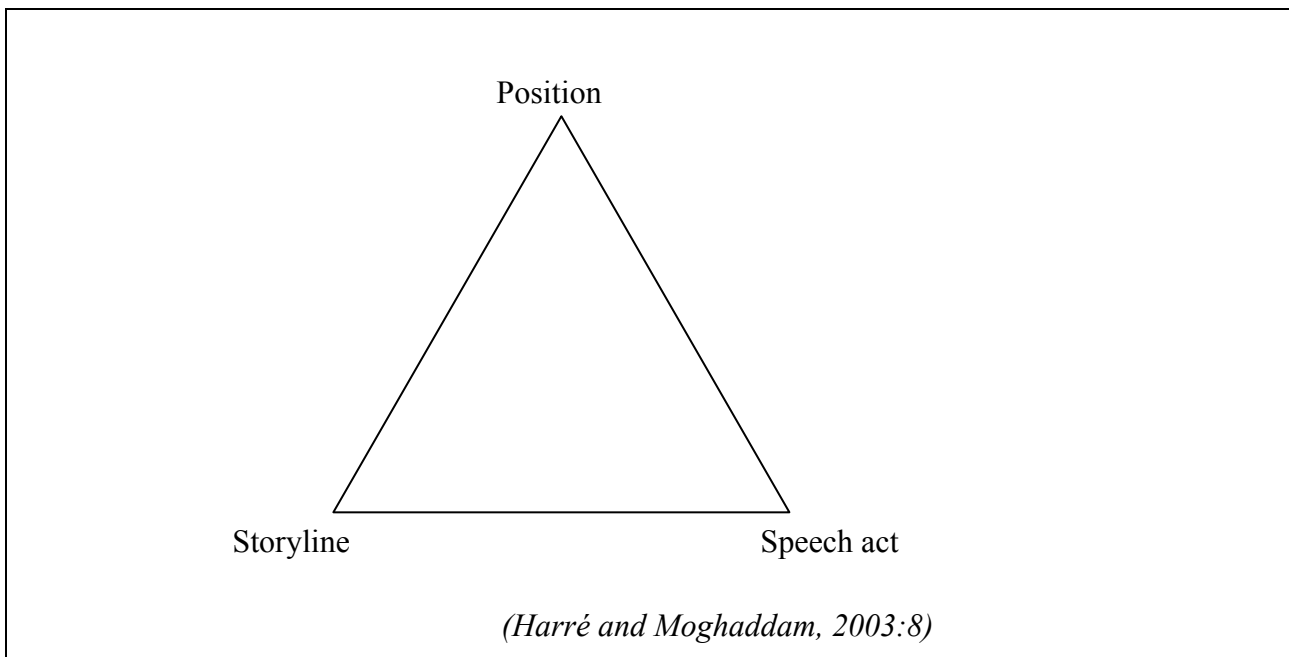 Position
Storyline
Speech act
(Harré and Moghaddam, 2003:8)